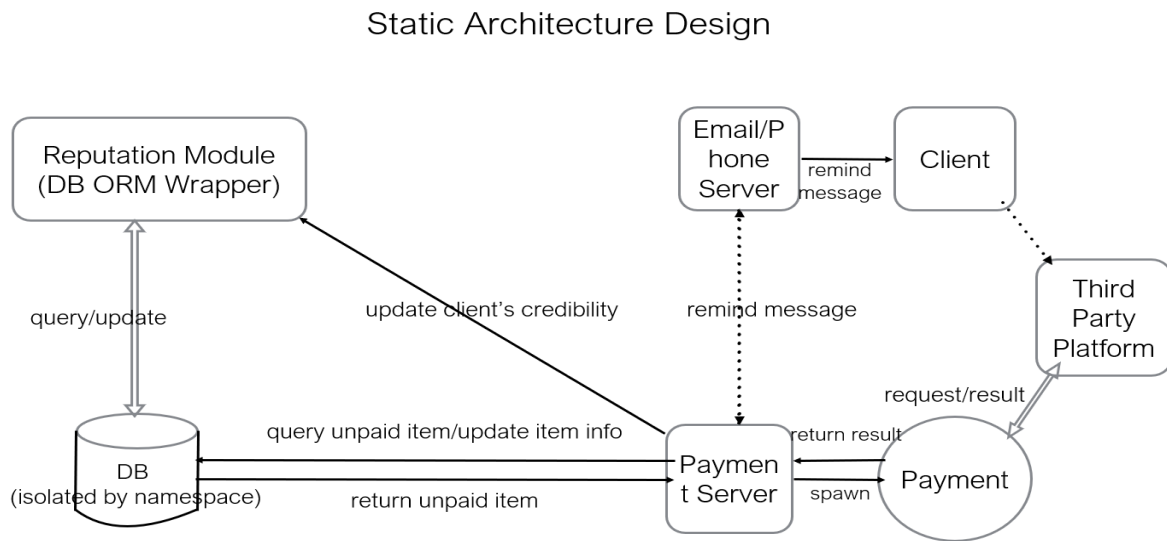 Static Architecture Design
Reputation Module
(DB ORM Wrapper)
Email/P
hone
Server
remind
message
Client
query/update
update client's credibility
remind message
Third
Party
Platform
request/result
query unpaid item/update item info
return result
DB
(isolated by namespace)
return unpaid item
Paymen
t Server
spawn
Payment